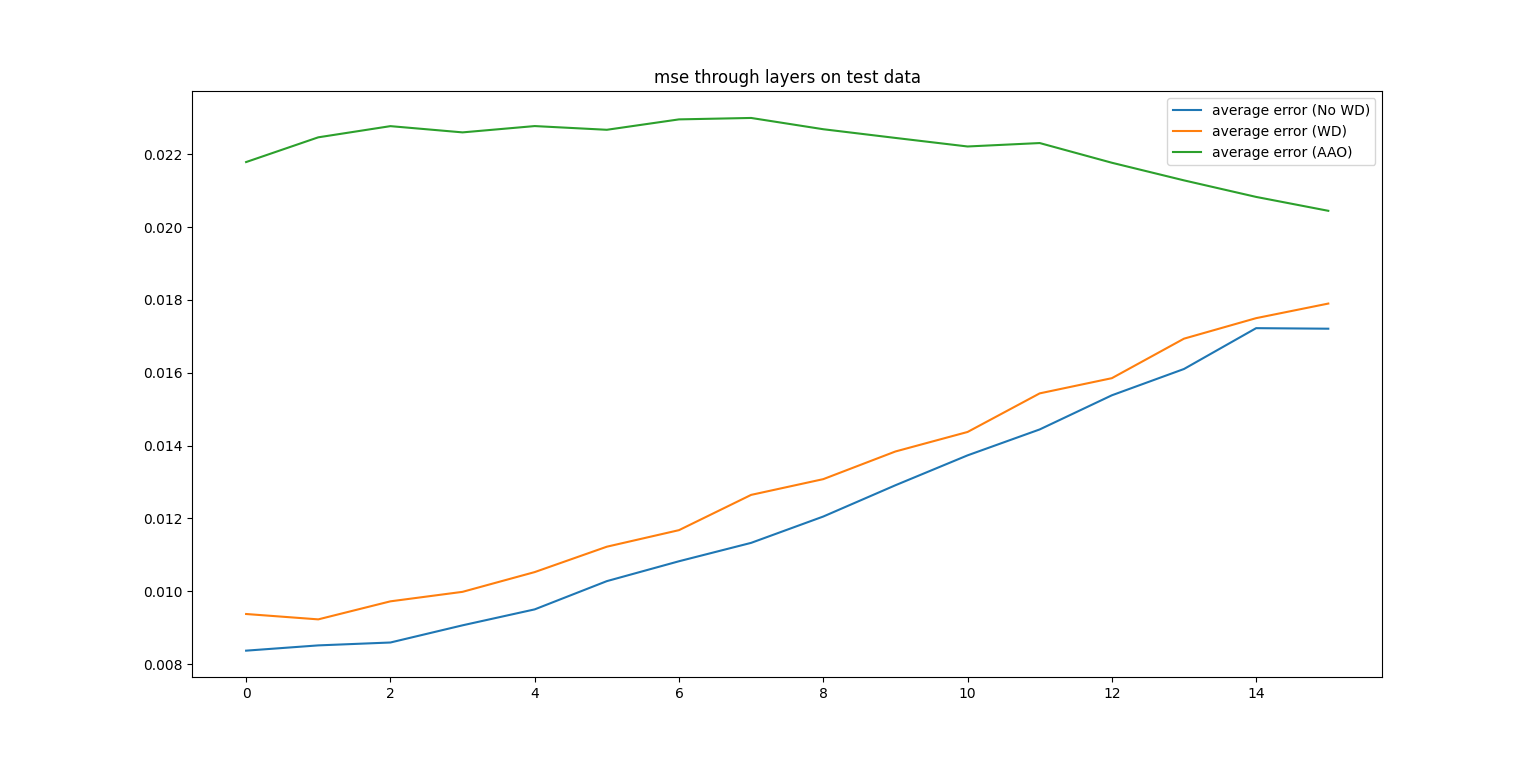 mse through layers on test data
average error (No WD)
average error (WD)
average error (AAO)
0.022
0.020
0.018
0.016
0.014
0.012
0.010
0.008
0 2 4 6 8 10 12 14